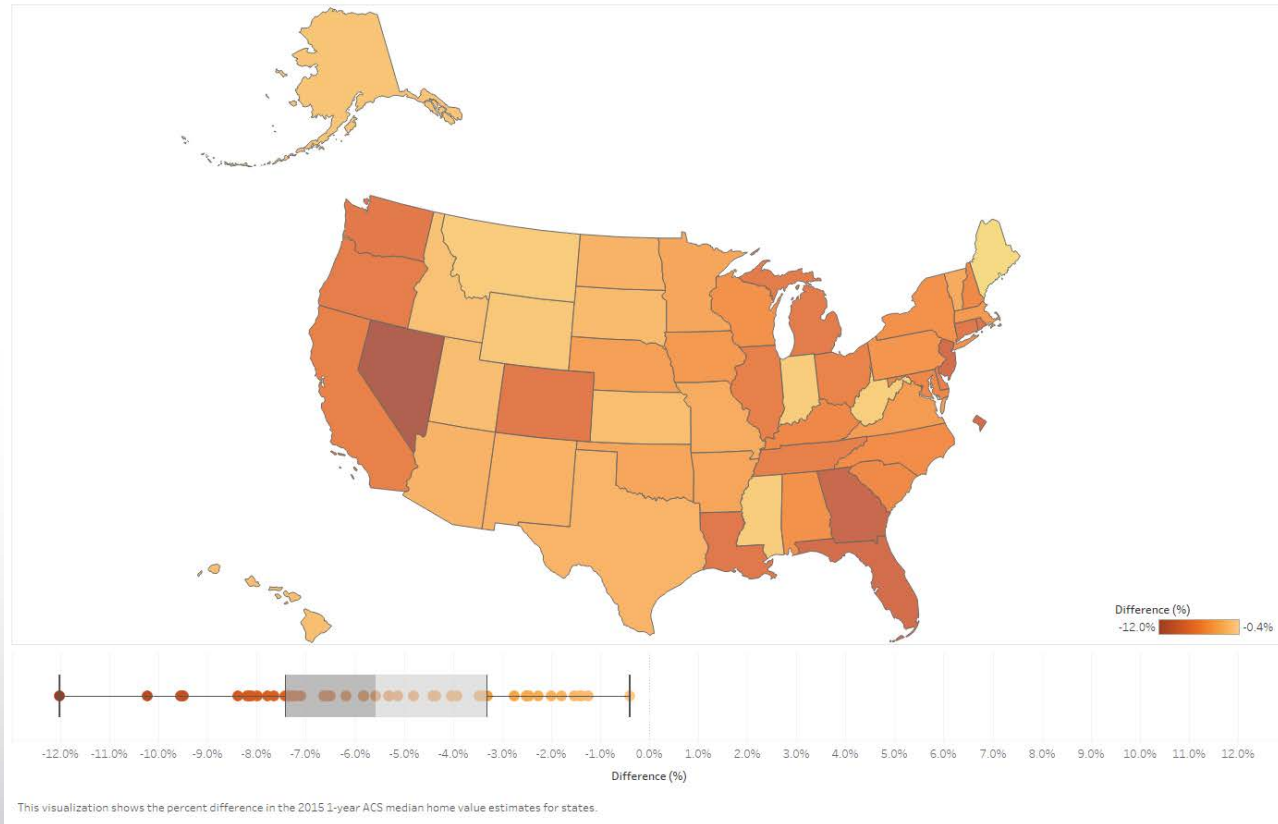 Difference (%)
-12.0% -0.4%
-12.0% -11.0% -10.0% -9.0% -8.0% -7.0% -6.0% -5.0% -4.0% -3.0% -2.0% -1.0% 0.0% 1.0% 2.0% 3.0% 4.0% 5.0% 6.0% 7.0% 8.0% 9.0% 10.0% 11.0% 12.0%
Difference (%)
This visualization shows the percent difference in the 2015 1-year ACS median home value estimates for states.